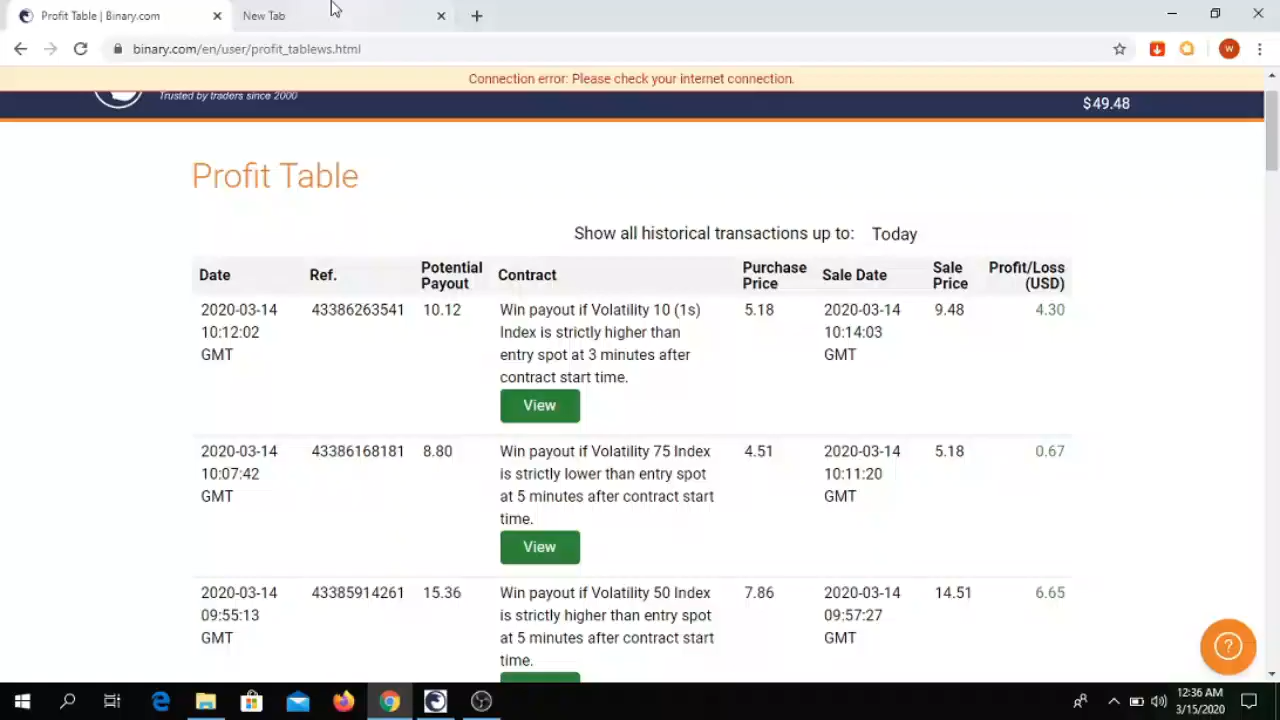 Profit Table | Binary.com
New Tab
binary.com/en/user/profit_tablews.html
W
Connection error: Please check your internet connection.
Trusted by traders since 2000
$49.48
Profit Table
Show all historical transactions up to: Today
Date Ref. Potential Payout Contract Purchase Price Sale Date Sale Price Profit/Loss (USD)
2020-03-14 43386263541 10.12 Win payout if Volatility 10 (1s) 5.18 2020-03-14 9.48 4.30
10:12:02 Index is strictly higher than 10:14:03
GMT entry spot at 3 minutes after GMT
contract start time.
View
2020-03-14 43386168181 8.80 Win payout if Volatility 75 Index 4.51 2020-03-14 5.18 0.67
10:07:42 is strictly lower than entry spot 10:11:20
GMT at 5 minutes after contract start GMT
time.
View
2020-03-14 43385914261 15.36 Win payout if Volatility 50 Index 7.86 2020-03-14 14.51 6.65
09:55:13 is strictly higher than entry spot 09:57:27
GMT at 5 minutes after contract start GMT
time.
12:36 AM
3/15/2020